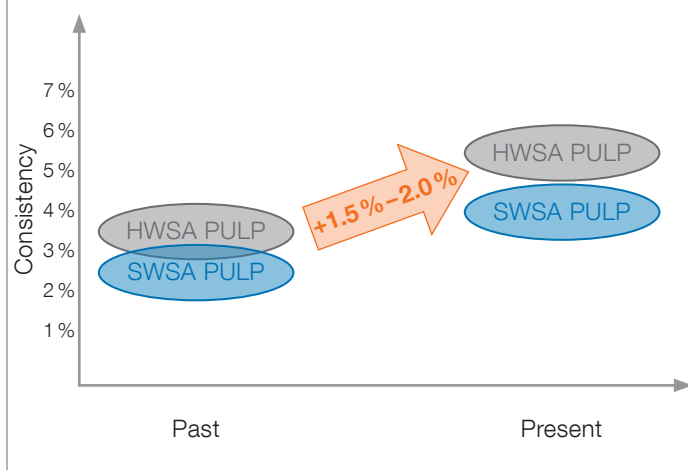 Consistency
7 %
6 %
5 %
4 %
3 %
2 %
1 %
HWSA PULP
SWSA PULP
+1.5 %–2.0 %
HWSA PULP
SWSA PULP
Past
Present